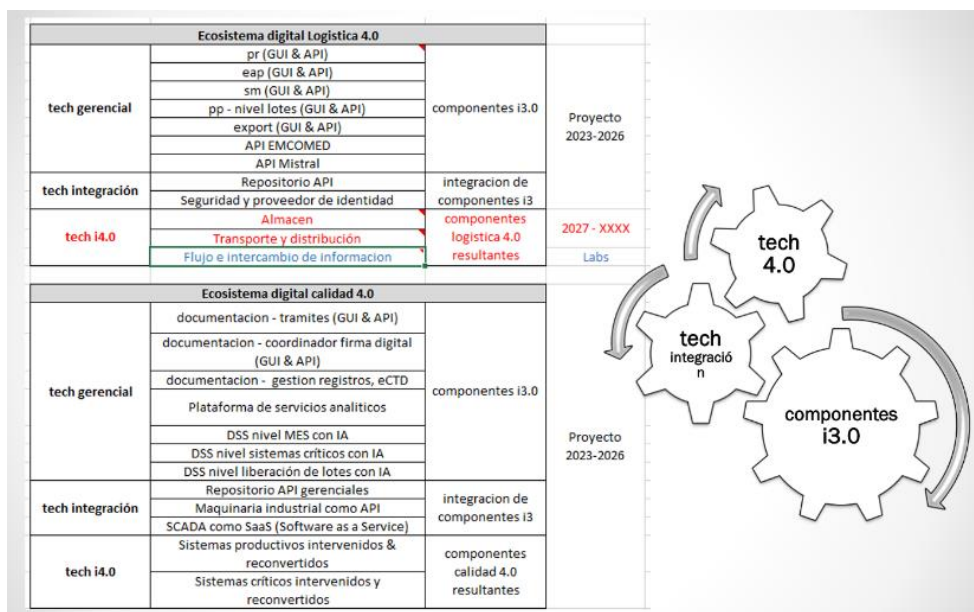 Ecosistema digital Logistica 4.0
tech gerencial
pr (GUI & API)
eap (GUI & API)
sm (GUI & API)
pp - nivel lotes (GUI & API)
export (GUI & API)
API EMCOMED
API Mistral
componentes i3.0
Proyecto
2023-2026
tech integración
Repositorio API
Seguridad y proveedor de identidad
integracion de
componentes i3
tech i4.0
Almacen
Transporte y distribución
Flujo e intercambio de informacion
componentes
logistica 4.0
resultantes
2027 - XXXX
Labs
Ecosistema digital calidad 4.0
tech gerencial
documentacion - tramites (GUI & API)
documentacion - coordinador firma digital
(GUI & API)
documentacion - gestion registros, eCTD
Plataforma de servicios analiticos
DSS nivel MES con IA
DSS nivel sistemas críticos con IA
DSS nivel liberación de lotes con IA
componentes i3.0
Proyecto
2023-2026
tech integración
Repositorio API gerenciales
Maquinaria industrial como API
SCADA como SaaS (Software as a Service)
integracion de
componentes i3
tech i4.0
Sistemas productivos intervenidos &
reconvertidos
Sistemas críticos intervenidos y
reconvertidos
componentes
calidad 4.0
resultantes
tech
4.0
tech
integració
n
componentes
i3.0